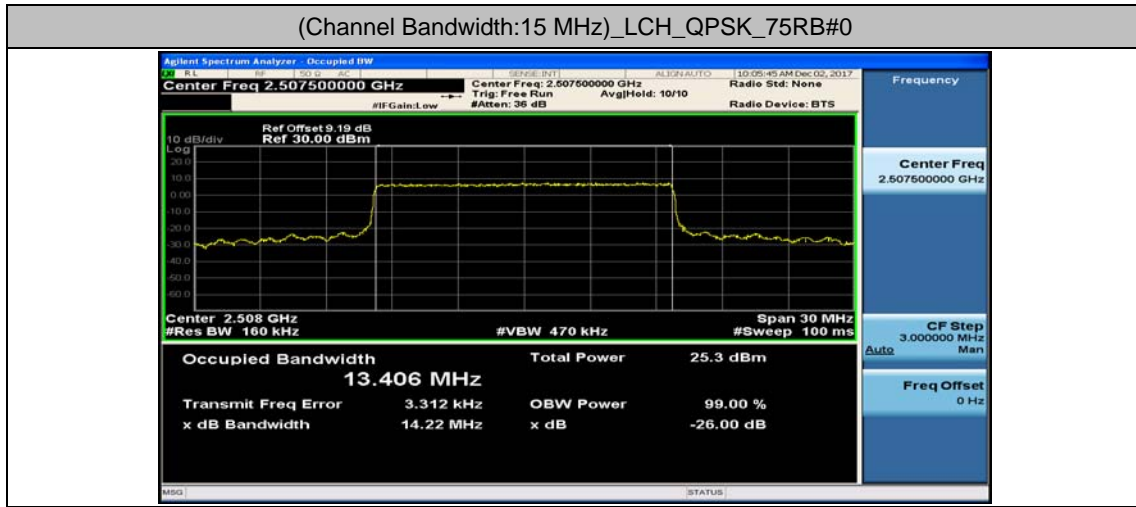 (Channel Bandwidth:15 MHz)_LCH_QPSK_75RB#0
Agilent Spectrum Analyzer - Occupied BW
RL RF 50 Ω AC SENSE:INT ALIGN AUTO 10:05:45 AM Dec 02, 2017
Center Freq 2.507500000 GHz
Center Freq: 2.507500000 GHz
Radio Std: None
Trig: Free Run Avg|Hold: 10/10
#IFGain:Low #Atten: 36 dB Radio Device: BTS
Ref Offset 9.19 dB
10 dB/div Ref 30.00 dBm
Log
20.0
10.0
0.00
-10.0
-20.0
-30.0
-40.0
-50.0
-60.0
Center 2.508 GHz Span 30 MHz
#Res BW 160 kHz #VBW 470 kHz #Sweep 100 ms
Occupied Bandwidth Total Power 25.3 dBm
13.406 MHz
Transmit Freq Error 3.312 kHz OBW Power 99.00 %
x dB Bandwidth 14.22 MHz x dB -26.00 dB
MSG STATUS
Frequency
Center Freq
2.507500000 GHz
CF Step
3.000000 MHz
Auto Man
Freq Offset
0 Hz